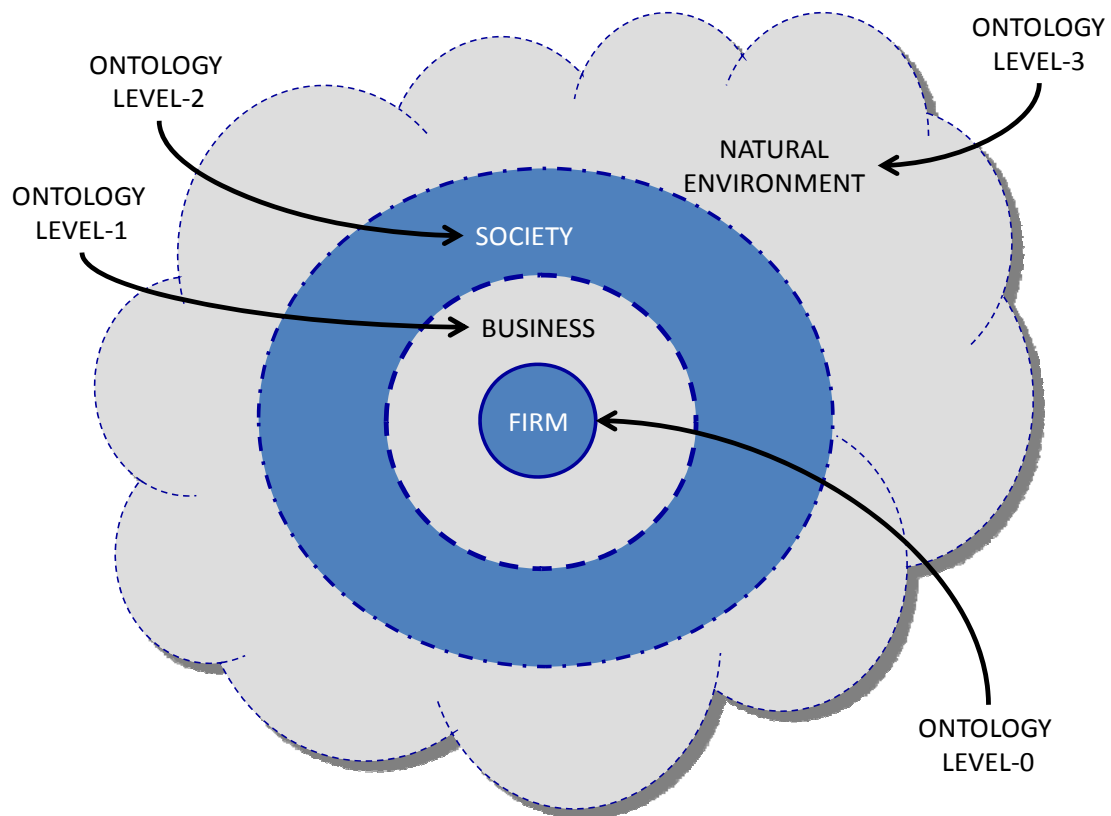 ONTOLOGY
LEVEL-3
ONTOLOGY
LEVEL-2
NATURAL
ENVIRONMENT
ONTOLOGY
LEVEL-1
SOCIETY
BUSINESS
FIRM
ONTOLOGY
LEVEL-0